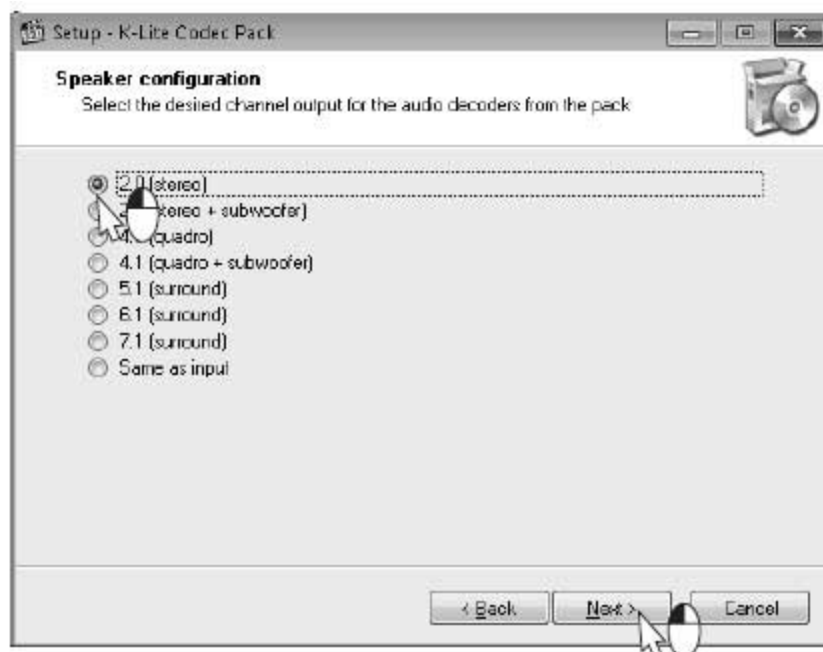 Setup - K-Lite Codec Pack
Speaker configuration
Select the desired channel output for the audio decoders from the pack
2.0 (stereo)
(stereo + subwoofer)
(quadro)
4.1 (quadro + subwoofer)
5.1 (surround)
6.1 (surround)
7.1 (surround)
Same as input
< Back
Next >
Cancel